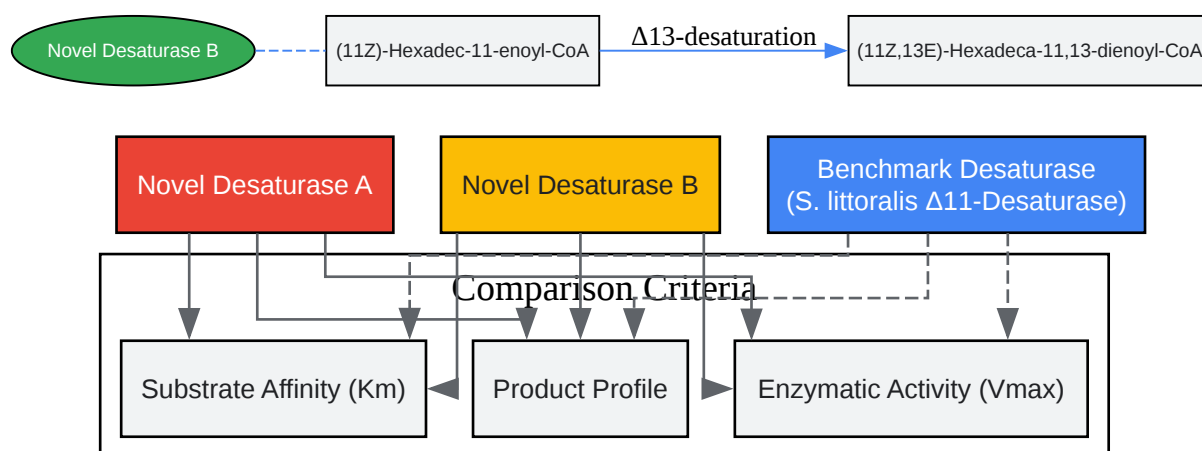 Novel Desaturase B
(11Z)-Hexadec-11-enoyl-CoA
Δ13-desaturation
(11Z,13E)-Hexadeca-11,13-dienoyl-CoA
Novel Desaturase A
Novel Desaturase B
Benchmark Desaturase
(S. littoralis Δ11-Desaturase)
Comparison Criteria
Substrate Affinity (Km)
Product Profile
Enzymatic Activity (Vmax)